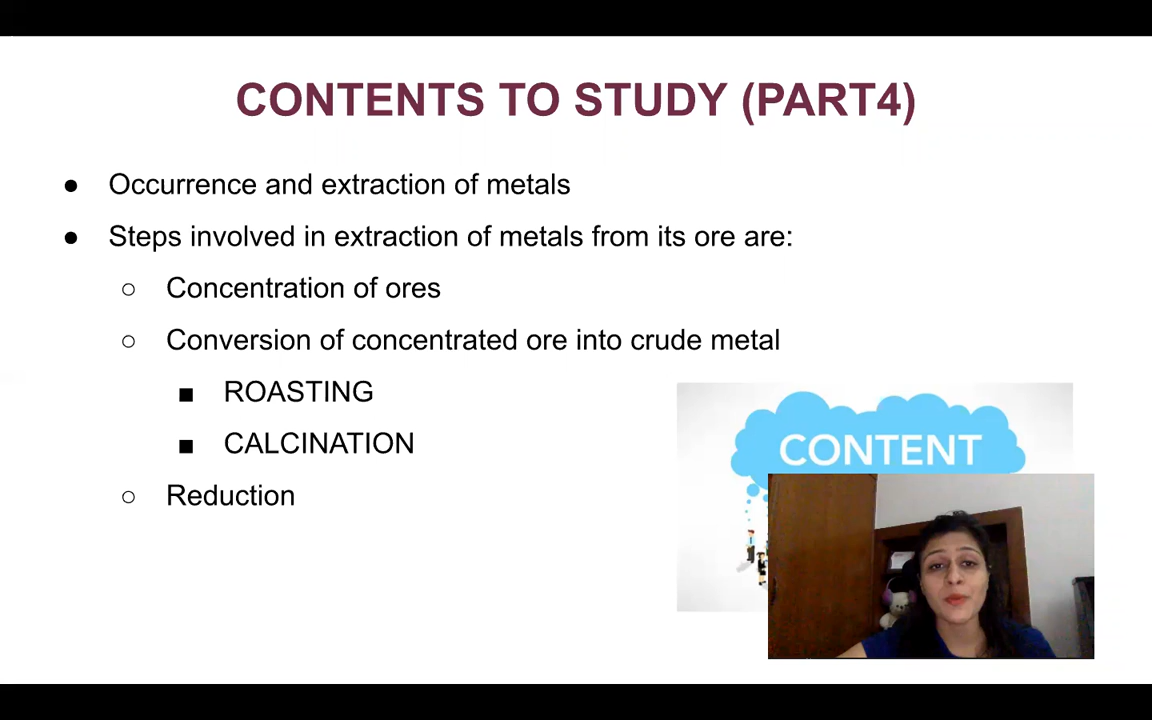 CONTENTS TO STUDY (PART4)
● Occurrence and extraction of metals
● Steps involved in extraction of metals from its ore are:
○ Concentration of ores
○ Conversion of concentrated ore into crude metal
■ ROASTING
■ CALCINATION
○ Reduction
CONTENT